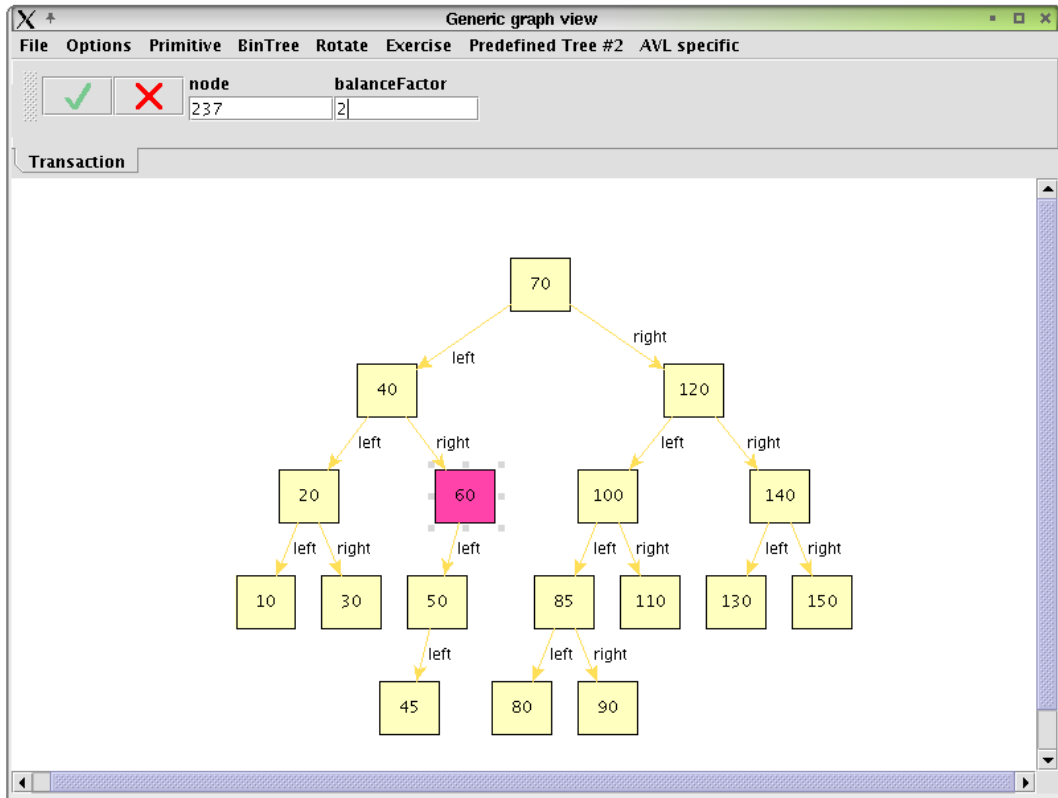 Generic graph view
File Options Primitive BinTree Rotate Exercise Predefined Tree #2 AVL specific
node balanceFactor
237 2
Transaction
70
left right
40 120
left right left right
20 60 100 140
left right left left right left right
10 30 50 85 110 130 150
left left right
45 80 90